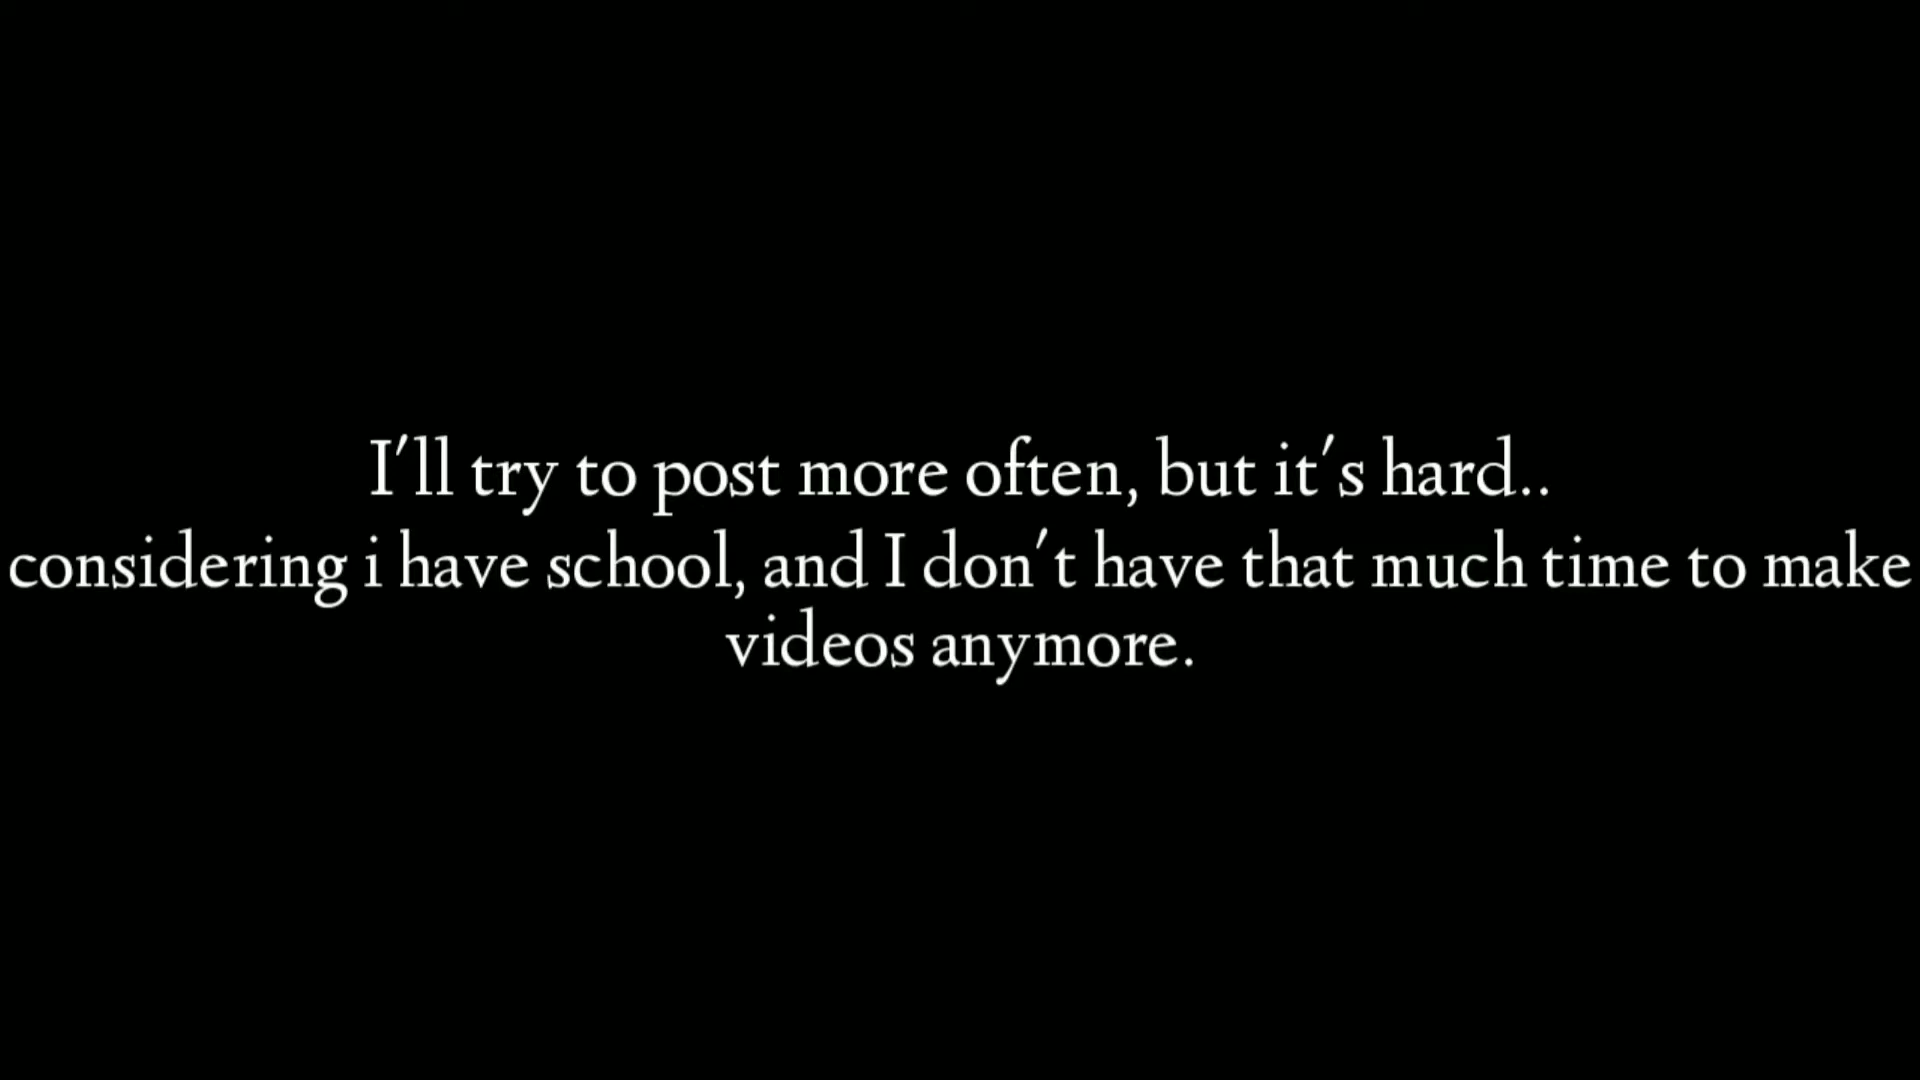 I'll try to post more often, but it's hard..
considering i have school, and I don't have that much time to make
videos anymore.